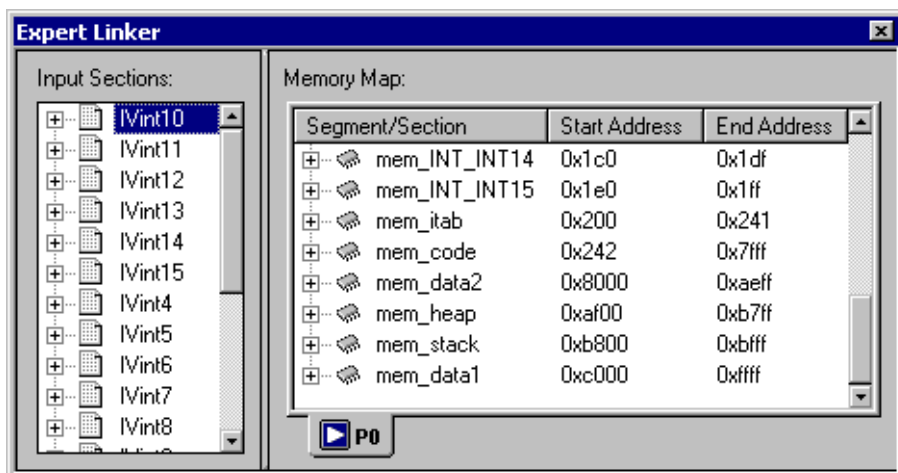 Expert Linker
Input Sections:
IVint10
IVint11
IVint12
IVint13
IVint14
IVint15
IVint4
IVint5
IVint6
IVint7
IVint8
Memory Map:
Segment/Section Start Address End Address
mem_INT_INT14 0x1c0 0x1df
mem_INT_INT15 0x1e0 0x1ff
mem_itab 0x200 0x241
mem_code 0x242 0x7fff
mem_data2 0x8000 0xaeff
mem_heap 0xaf00 0xb7ff
mem_stack 0xb800 0xbfff
mem_data1 0xc000 0xffff
P0